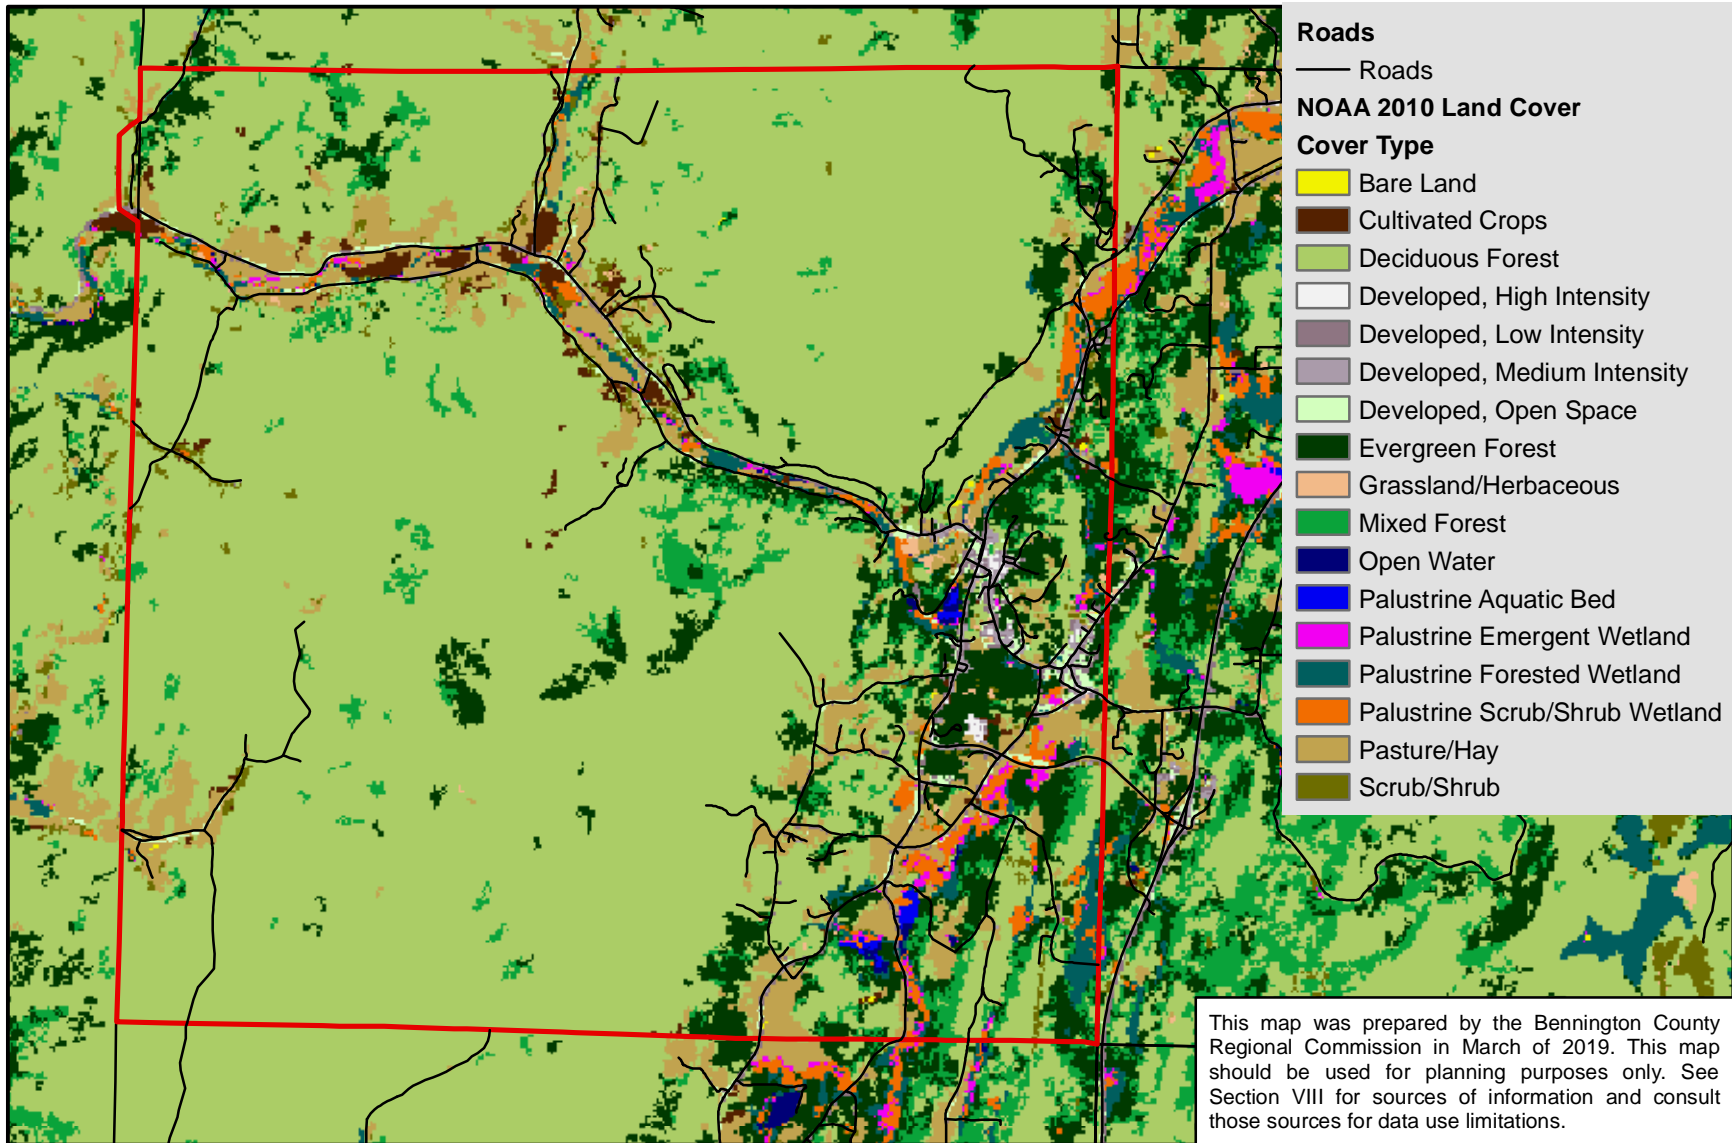 Roads
Roads
NOAA 2010 Land Cover
Cover Type
Bare Land
Cultivated Crops
Deciduous Forest
Developed, High Intensity
Developed, Low Intensity
Developed, Medium Intensity
Developed, Open Space
Evergreen Forest
Grassland/Herbaceous
Mixed Forest
Open Water
Palustrine Aquatic Bed
Palustrine Emergent Wetland
Palustrine Forested Wetland
Palustrine Scrub/Shrub Wetland
Pasture/Hay
Scrub/Shrub
This map was prepared by the Bennington County
Regional Commission in March of 2019. This map
should be used for planning purposes only. See
Section VIII for sources of information and consult
those sources for data use limitations.